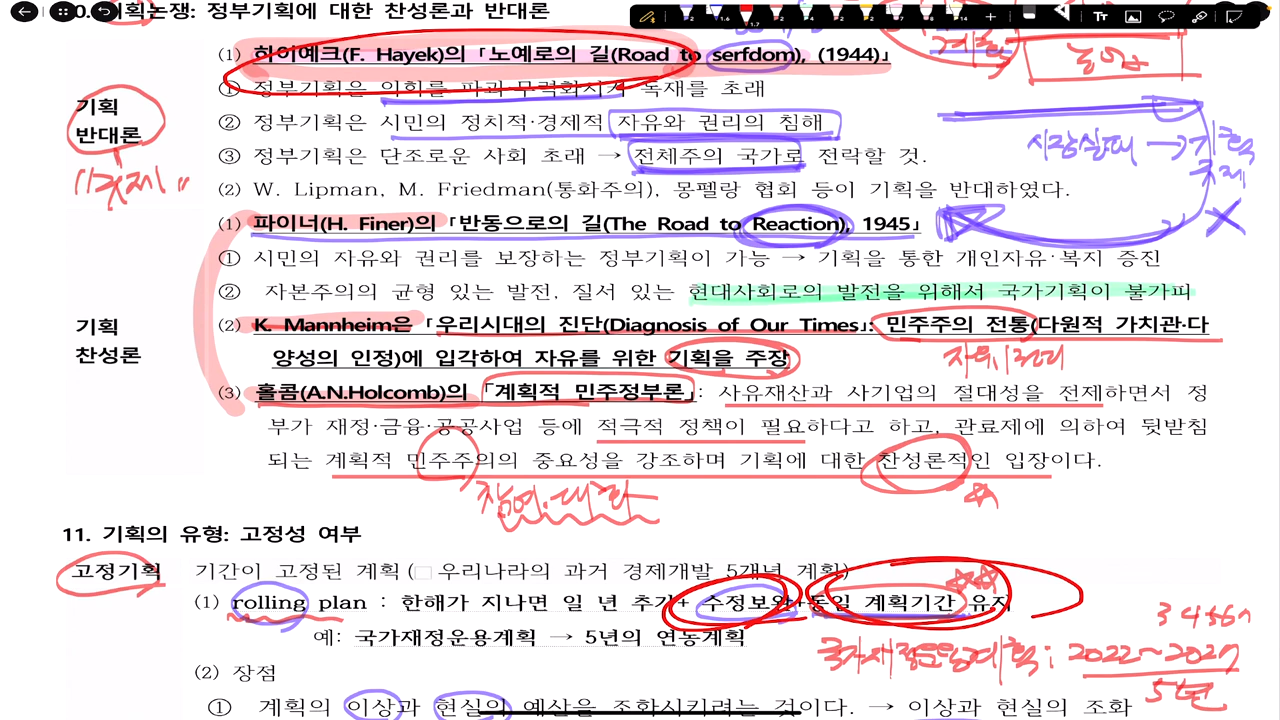 0. 기획논쟁: 정부기획에 대한 찬성론과 반대론
기획
반대론
"규제"
(1) 하이예크(F. Hayek)의 「노예로의 길(Road to serfdom), (1944)」
① 정부기획은 의회를 파괴·무력화시켜 독재를 초래
② 정부기획은 시민의 정치적·경제적 자유와 권리의 침해
③ 정부기획은 단조로운 사회 초래 → 전체주의 국가로 전락할 것.
(2) W. Lipman, M. Friedman(통화주의), 몽펠랑 협회 등이 기획을 반대하였다.
시장실패 → 기획
규제
X
기획
찬성론
(1) 파이너(H. Finer)의 「반동으로의 길(The Road to Reaction), 1945」
① 시민의 자유와 권리를 보장하는 정부기획이 가능 → 기획을 통한 개인자유·복지 증진
② 자본주의의 균형 있는 발전, 질서 있는 현대사회로의 발전을 위해서 국가기획이 불가피
(2) K. Mannheim은 「우리시대의 진단(Diagnosis of Our Times」: 민주주의 전통(다원적 가치관·다
양성의 인정)에 입각하여 자유를 위한 기획을 주장
자유, 권리
(3) 홀콤(A.N.Holcomb)의 「계획적 민주정부론」: 사유재산과 사기업의 절대성을 전제하면서 정
부가 재정·금융·공공사업 등에 적극적 정책이 필요하다고 하고, 관료제에 의하여 뒷받침
되는 계획적 민주주의의 중요성을 강조하며 기획에 대한 찬성론적인 입장이다.
참여, 대화
11. 기획의 유형: 고정성 여부
고정기획 기간이 고정된 계획(□ 우리나라의 과거 경제개발 5개년 계획)
(1) rolling plan : 한해가 지나면 일 년 추가+ 수정보완+동일 계획기간 유지
예: 국가재정운용계획 → 5년의 연동계획
3 4 5 6 7
국가재정운용계획: 2022~2027
5년
(2) 장점
① 계획의 이상과 현실의 예산을 조화시키려는 것이다. → 이상과 현실의 조화